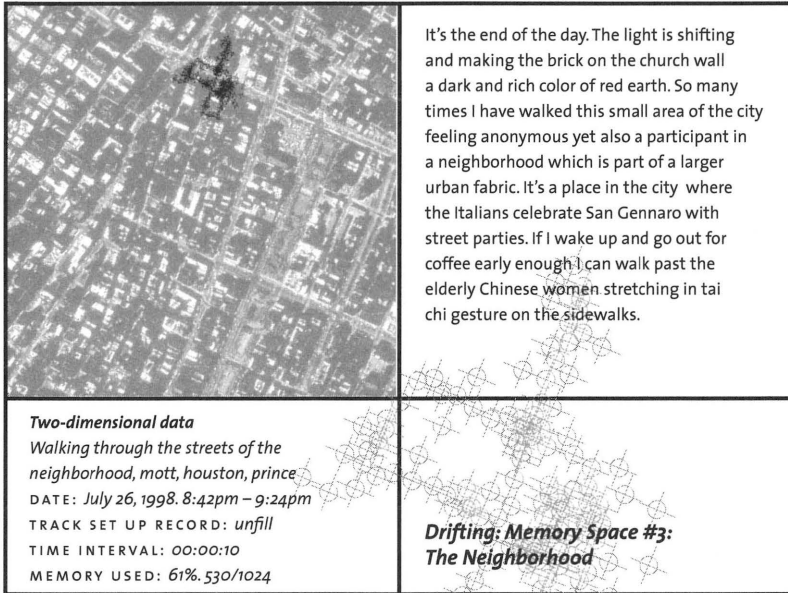 It's the end of the day. The light is shifting
and making the brick on the church wall
a dark and rich color of red earth. So many
times I have walked this small area of the city
feeling anonymous yet also a participant in
a neighborhood which is part of a larger
urban fabric. It's a place in the city where
the Italians celebrate San Gennaro with
street parties. If I wake up and go out for
coffee early enough I can walk past the
elderly Chinese women stretching in tai
chi gesture on the sidewalks.
Two-dimensional data
Walking through the streets of the
neighborhood, mott, houston, prince
DATE: July 26, 1998. 8:42pm – 9:24pm
TRACK SET UP RECORD: unfill
TIME INTERVAL: 00:00:10
MEMORY USED: 61%. 530/1024
Drifting: Memory Space #3:
The Neighborhood